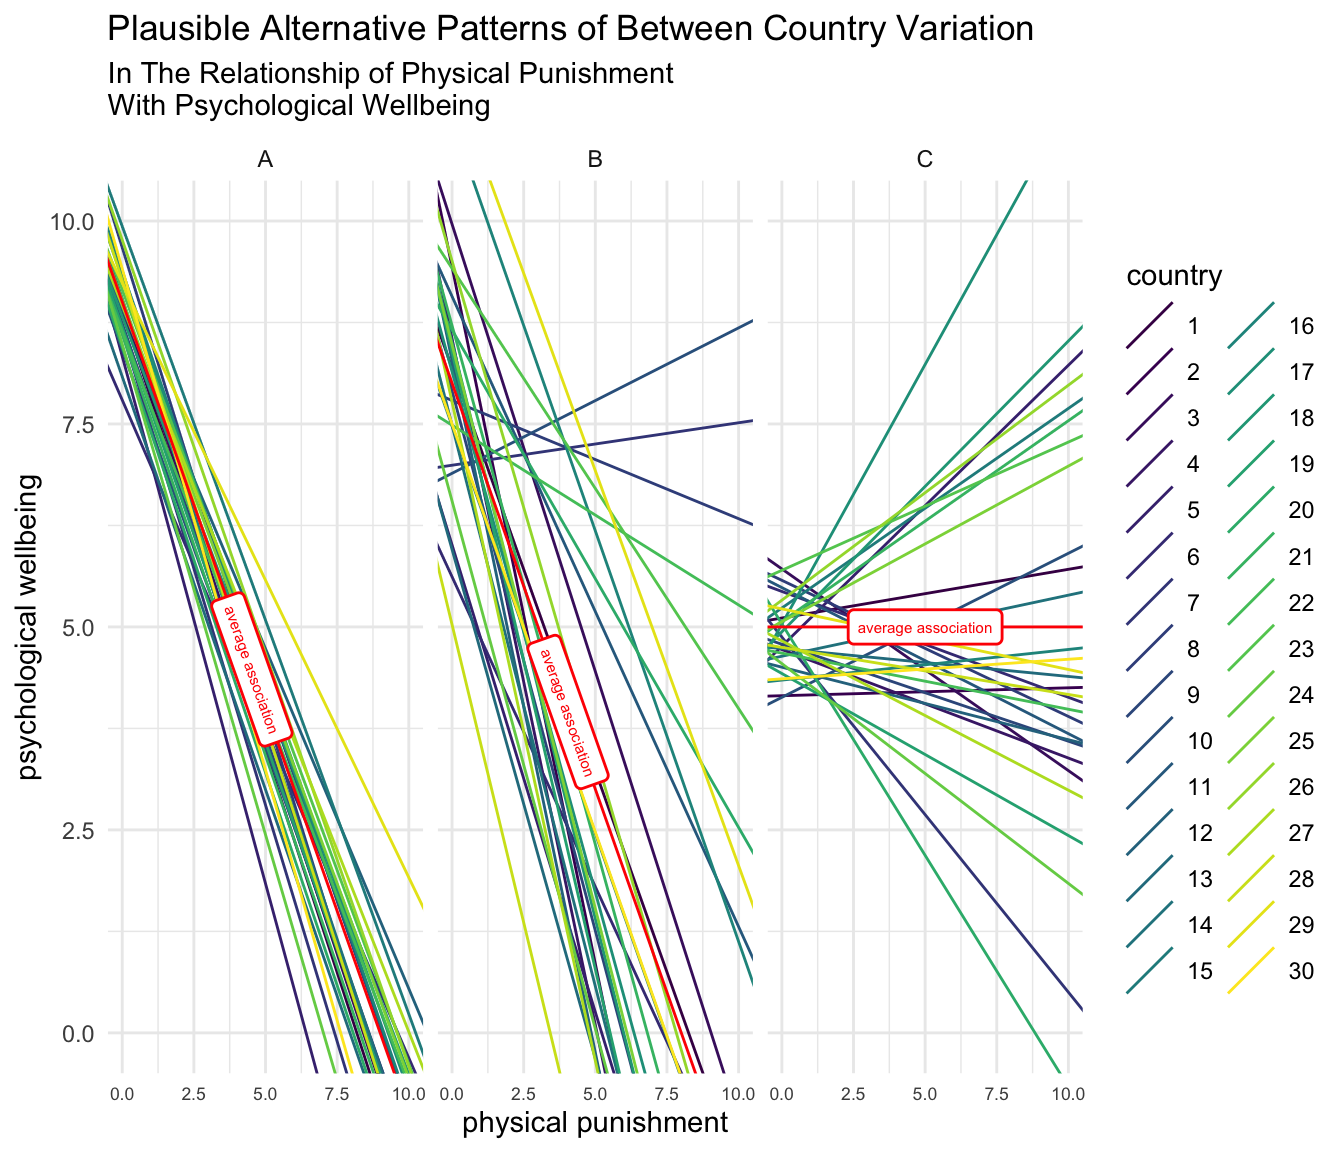 Plausible Alternative Patterns of Between Country Variation
In The Relationship of Physical Punishment
With Psychological Wellbeing
A
B
C
psychological wellbeing
10.0
7.5
5.0
2.5
0.0
average association
average association
average association
0.0 2.5 5.0 7.5 10.0
0.0 2.5 5.0 7.5 10.0
0.0 2.5 5.0 7.5 10.0
physical punishment
country
1
2
3
4
5
6
7
8
9
10
11
12
13
14
15
16
17
18
19
20
21
22
23
24
25
26
27
28
29
30